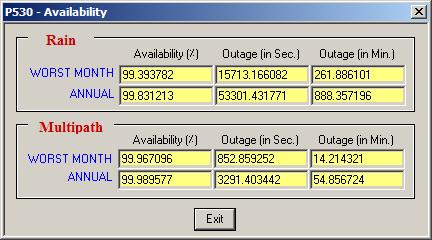 P530 - Availability
Rain
Availability (%) Outage (in Sec.) Outage (in Min.)
WORST MONTH 99.393782 15713.166082 261.886101
ANNUAL 99.831213 53301.431771 888.357196
Multipath
Availability (%) Outage (in Sec.) Outage (in Min.)
WORST MONTH 99.967096 852.859252 14.214321
ANNUAL 99.989577 3291.403442 54.856724
Exit